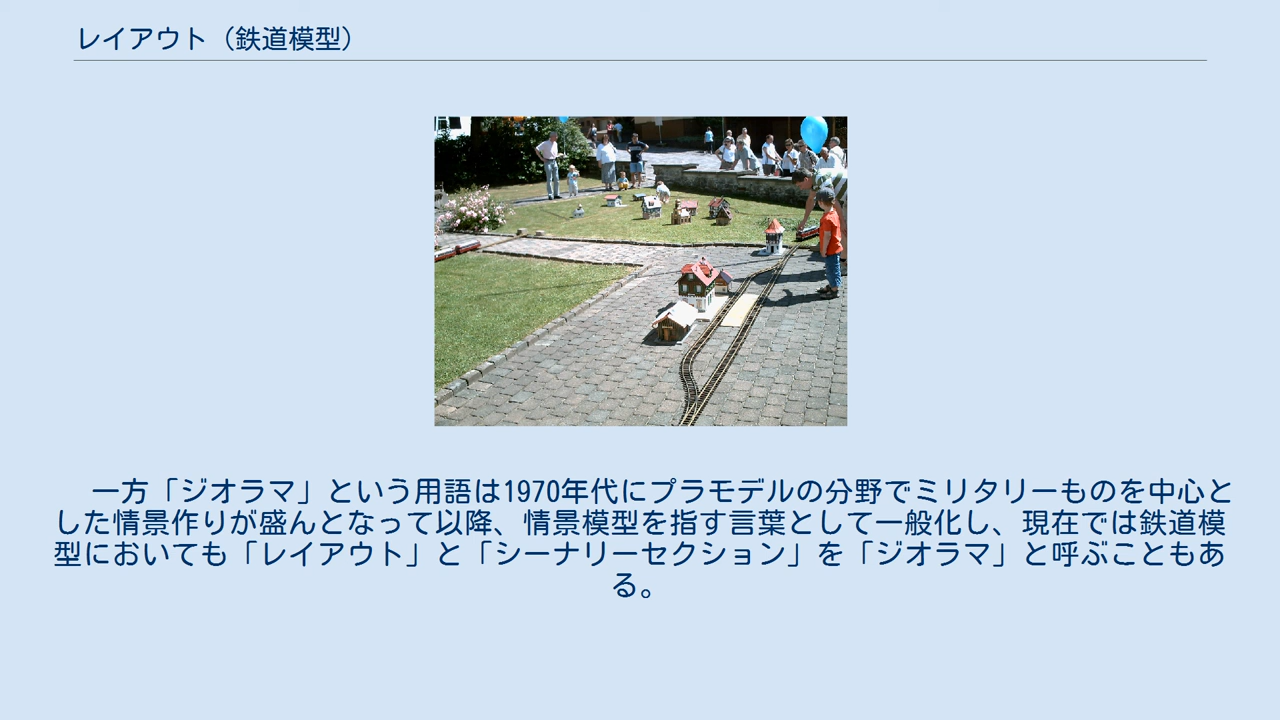 レイアウト（鉄道模型）
一方「ジオラマ」という用語は1970年代にプラモデルの分野でミリタリーものを中心と
した情景作りが盛んとなって以降、情景模型を指す言葉として一般化し、現在では鉄道模
型においても「レイアウト」と「シーナリーセクション」を「ジオラマ」と呼ぶこともあ
る。